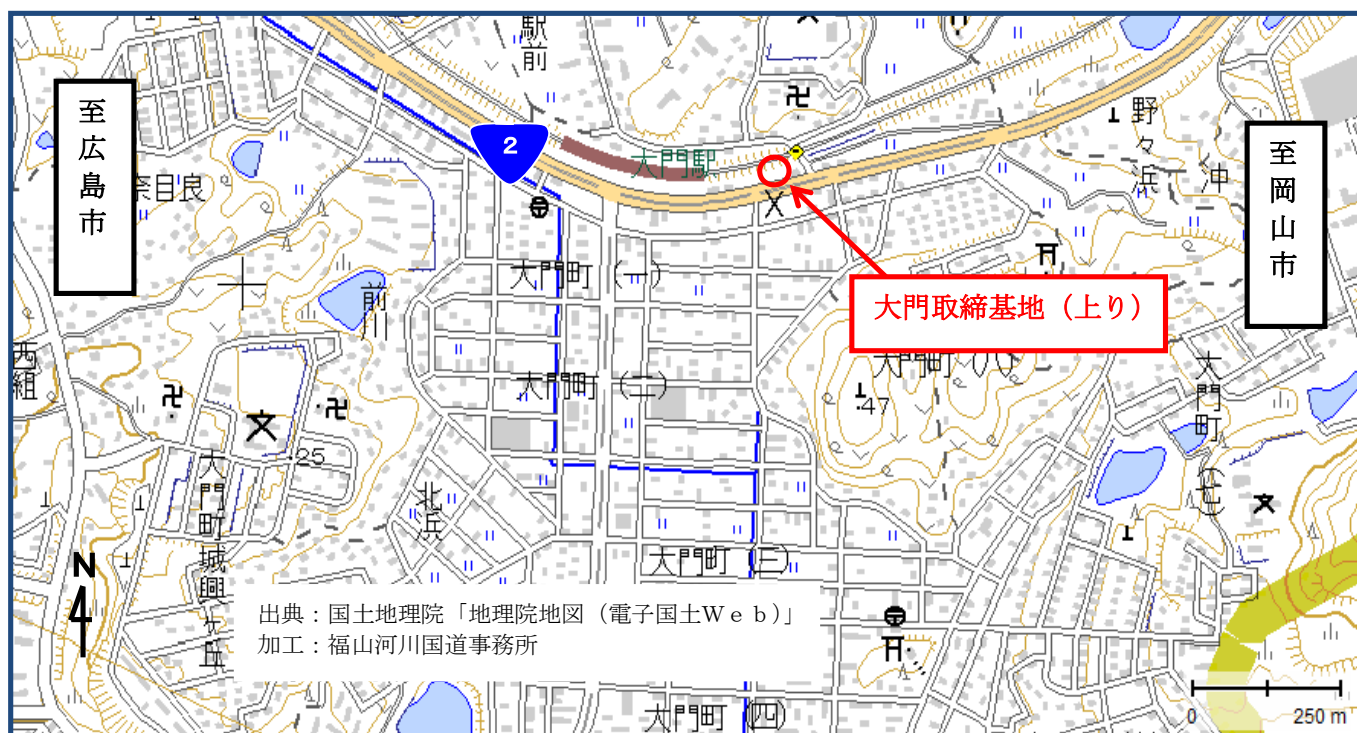 駅前
至広島市
2
大門駅
野々浜
沖
至岡山市
奈良目
大門町(一)
大門取締基地（上り）
前川
西組
大門町(二)
大門町(八)
・47
大門町(七)
・25
大門町城興ヶ丘
北浜
大門町(三)
N
出典：国土地理院「地理院地図（電子国土Ｗｅｂ）」
加工：福山河川国道事務所
大門町(四)
0
250 m